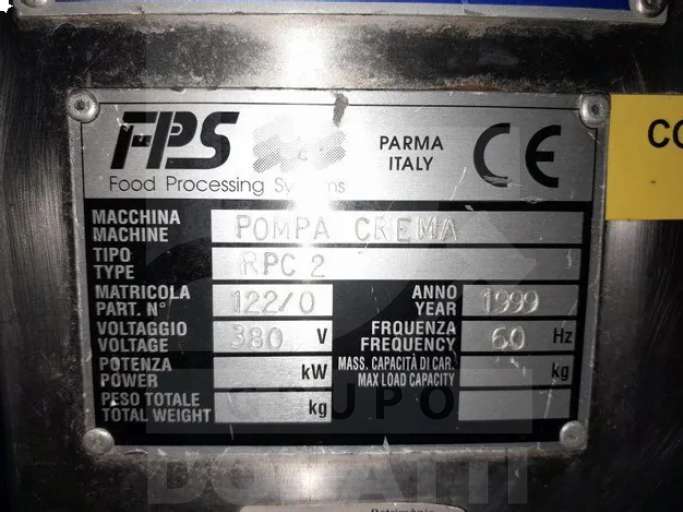 FPS
PARMA
ITALY
CE
Food Processing Systems
CO
MACCHINA
MACHINE
POMPA CREMA
TIPO
TYPE
RPC 2
MATRICOLA
PART. N°
122/0
ANNO
YEAR
1999
VOLTAGGIO
VOLTAGE
380 V
FRQUENZA
FREQUENCY
60 Hz
POTENZA
POWER
kW
MASS. CAPACITÀ DI CAR.
MAX LOAD CAPACITY
kg
PESO TOTALE
TOTAL WEIGHT
kg
GRUPO
DONATTI